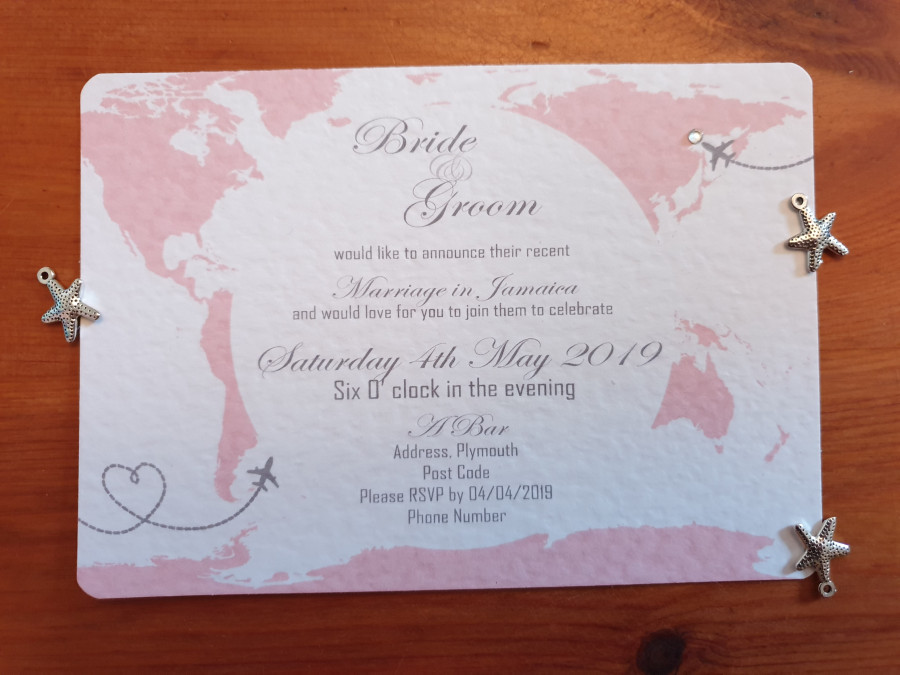 Bride
&
Groom
would like to announce their recent
Marriage in Jamaica
and would love for you to join them to celebrate
Saturday 4th May 2019
Six O' clock in the evening
A Bar
Address, Plymouth
Post Code
Please RSVP by 04/04/2019
Phone Number